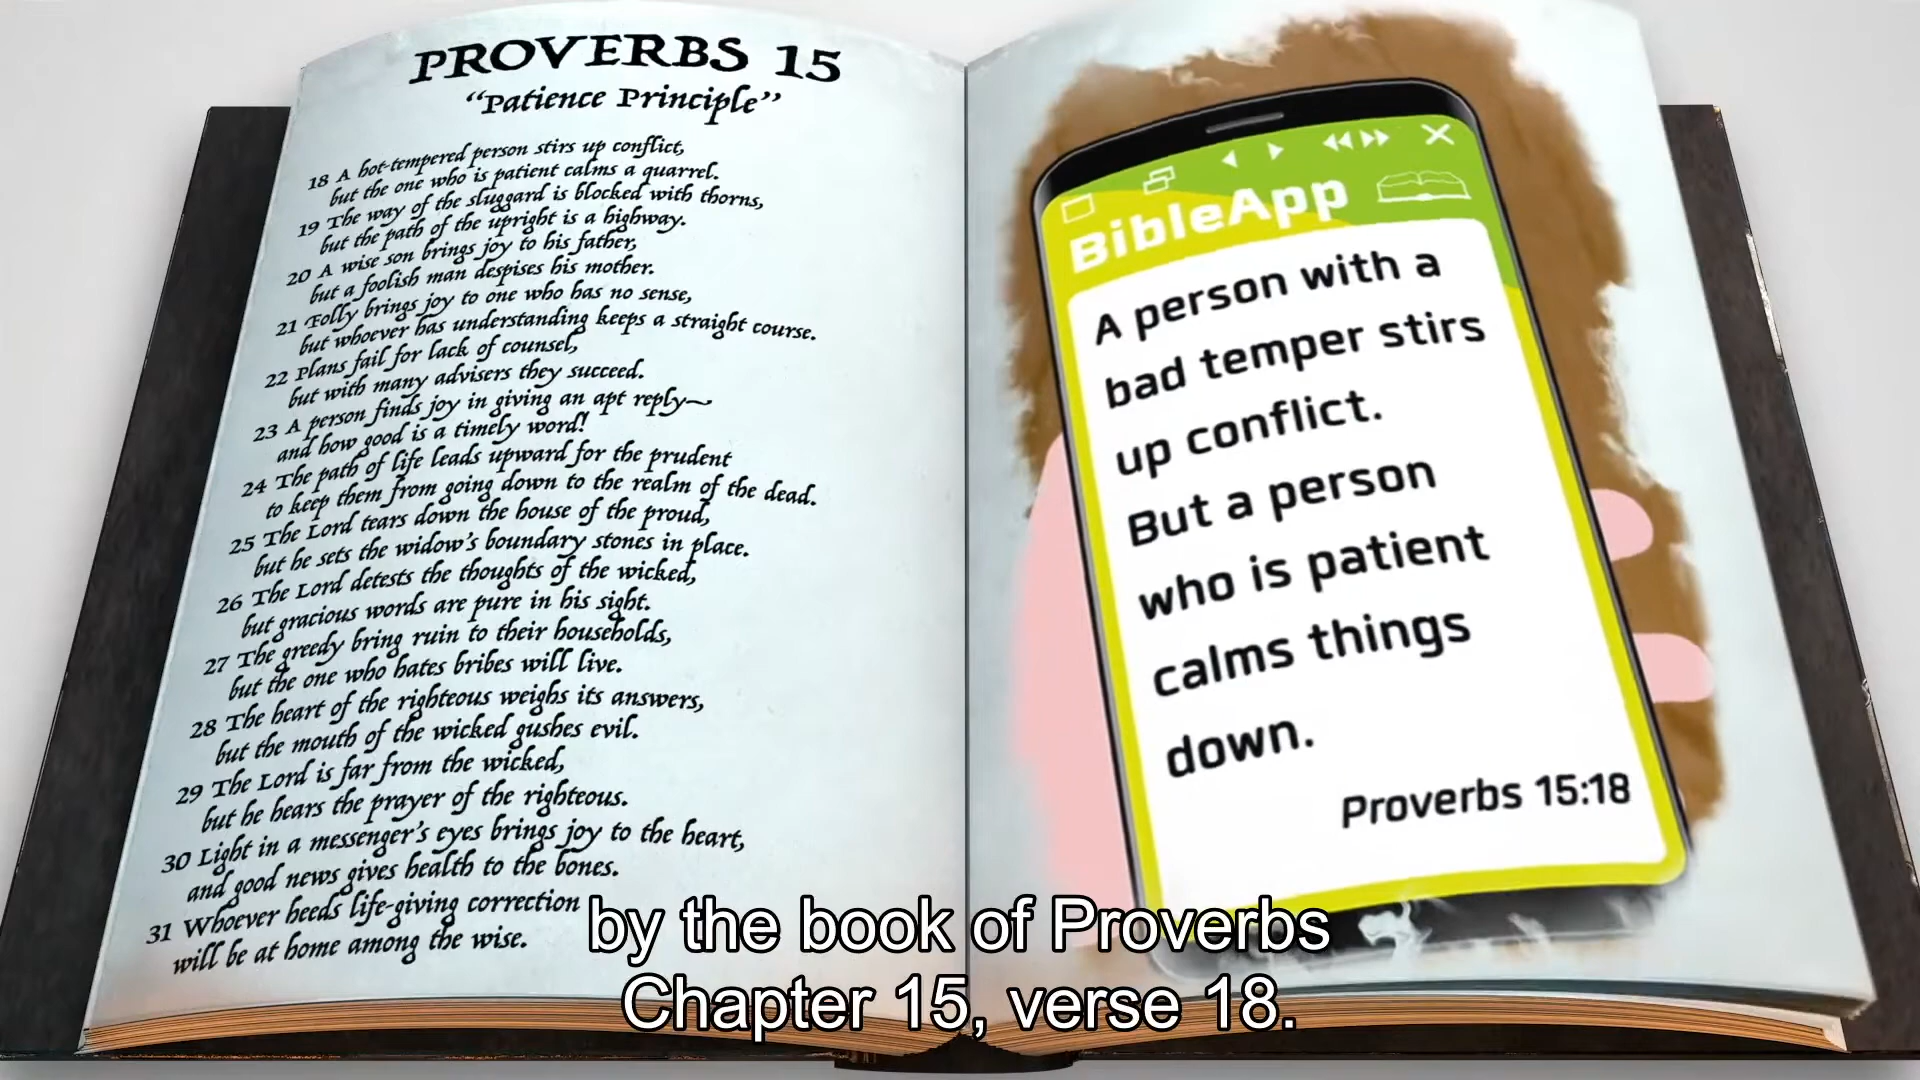 PROVERBS 15
“Patience Principle”
18 A hot-tempered person stirs up conflict,
but the one who is patient calms a quarrel.
19 The way of the sluggard is blocked with thorns,
but the path of the upright is a highway.
20 A wise son brings joy to his father,
but a foolish man despises his mother.
21 Folly brings joy to one who has no sense,
but whoever has understanding keeps a straight course.
22 Plans fail for lack of counsel,
but with many advisers they succeed.
23 A person finds joy in giving an apt reply—
and how good is a timely word!
24 The path of life leads upward for the prudent
to keep them from going down to the realm of the dead.
25 The Lord tears down the house of the proud,
but he sets the widow’s boundary stones in place.
26 The Lord detests the thoughts of the wicked,
but gracious words are pure in his sight.
27 The greedy bring ruin to their households,
but the one who hates bribes will live.
28 The heart of the righteous weighs its answers,
but the mouth of the wicked gushes evil.
29 The Lord is far from the wicked,
but he hears the prayer of the righteous.
30 Light in a messenger’s eyes brings joy to the heart,
and good news gives health to the bones.
31 Whoever heeds life-giving correction
will be at home among the wise.
BibleApp
A person with a
bad temper stirs
up conflict.
But a person
who is patient
calms things
down.
Proverbs 15:18
by the book of Proverbs
Chapter 15, verse 18.